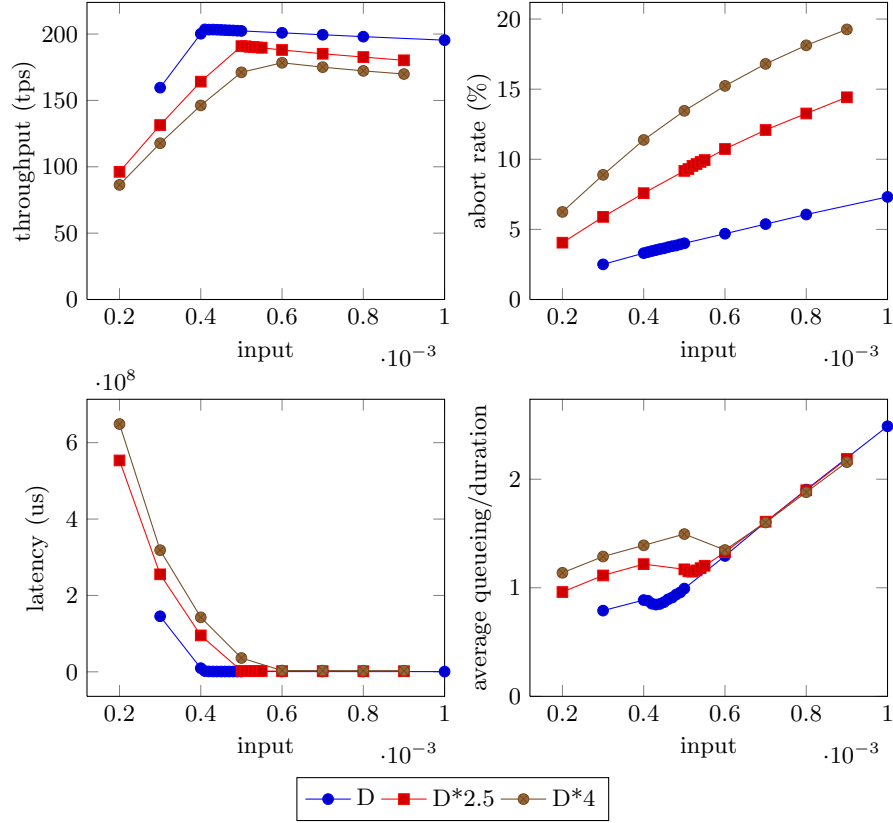 throughput (tps)
200
150
100
50
0
0.2 0.4 0.6 0.8 1
input
·10⁻³
abort rate (%)
20
15
10
5
0
0.2 0.4 0.6 0.8 1
input
·10⁻³
·10⁸
latency (us)
6
4
2
0
0.2 0.4 0.6 0.8 1
input
·10⁻³
average queueing/duration
2
1
0
0.2 0.4 0.6 0.8 1
input
·10⁻³
D D*2.5 D*4